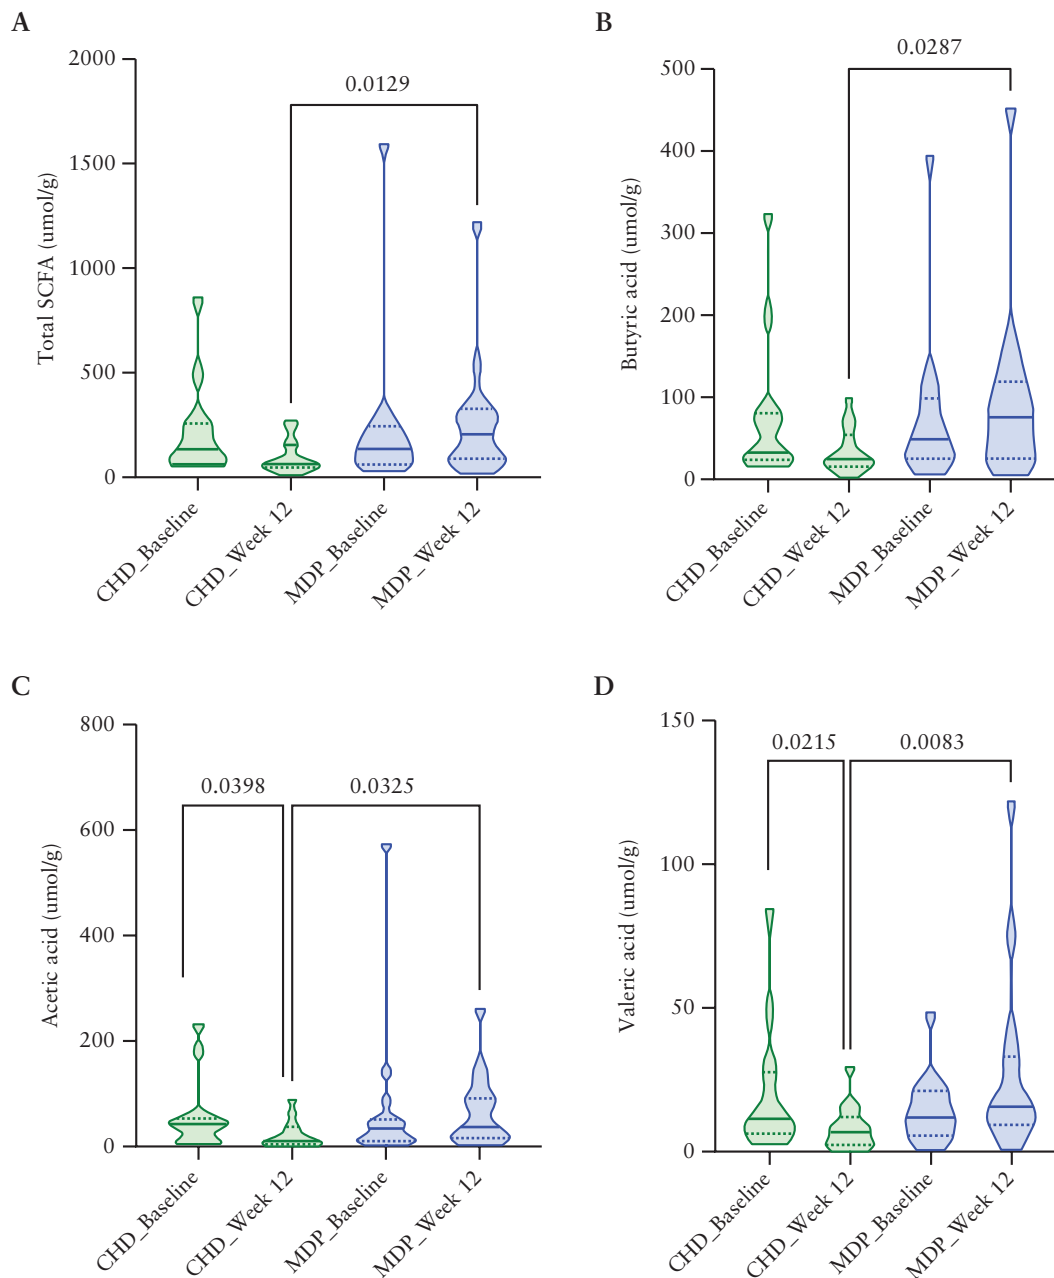 A
Total SCFA (umol/g)
2000
1500
1000
500
0
0.0129
CHD_Baseline
CHD_Week 12
MDP_Baseline
MDP_Week 12
B
Butyric acid (umol/g)
500
400
300
200
100
0
0.0287
CHD_Baseline
CHD_Week 12
MDP_Baseline
MDP_Week 12
C
Acetic acid (umol/g)
800
600
400
200
0
0.0398
0.0325
CHD_Baseline
CHD_Week 12
MDP_Baseline
MDP_Week 12
D
Valeric acid (umol/g)
150
100
50
0
0.0215
0.0083
CHD_Baseline
CHD_Week 12
MDP_Baseline
MDP_Week 12